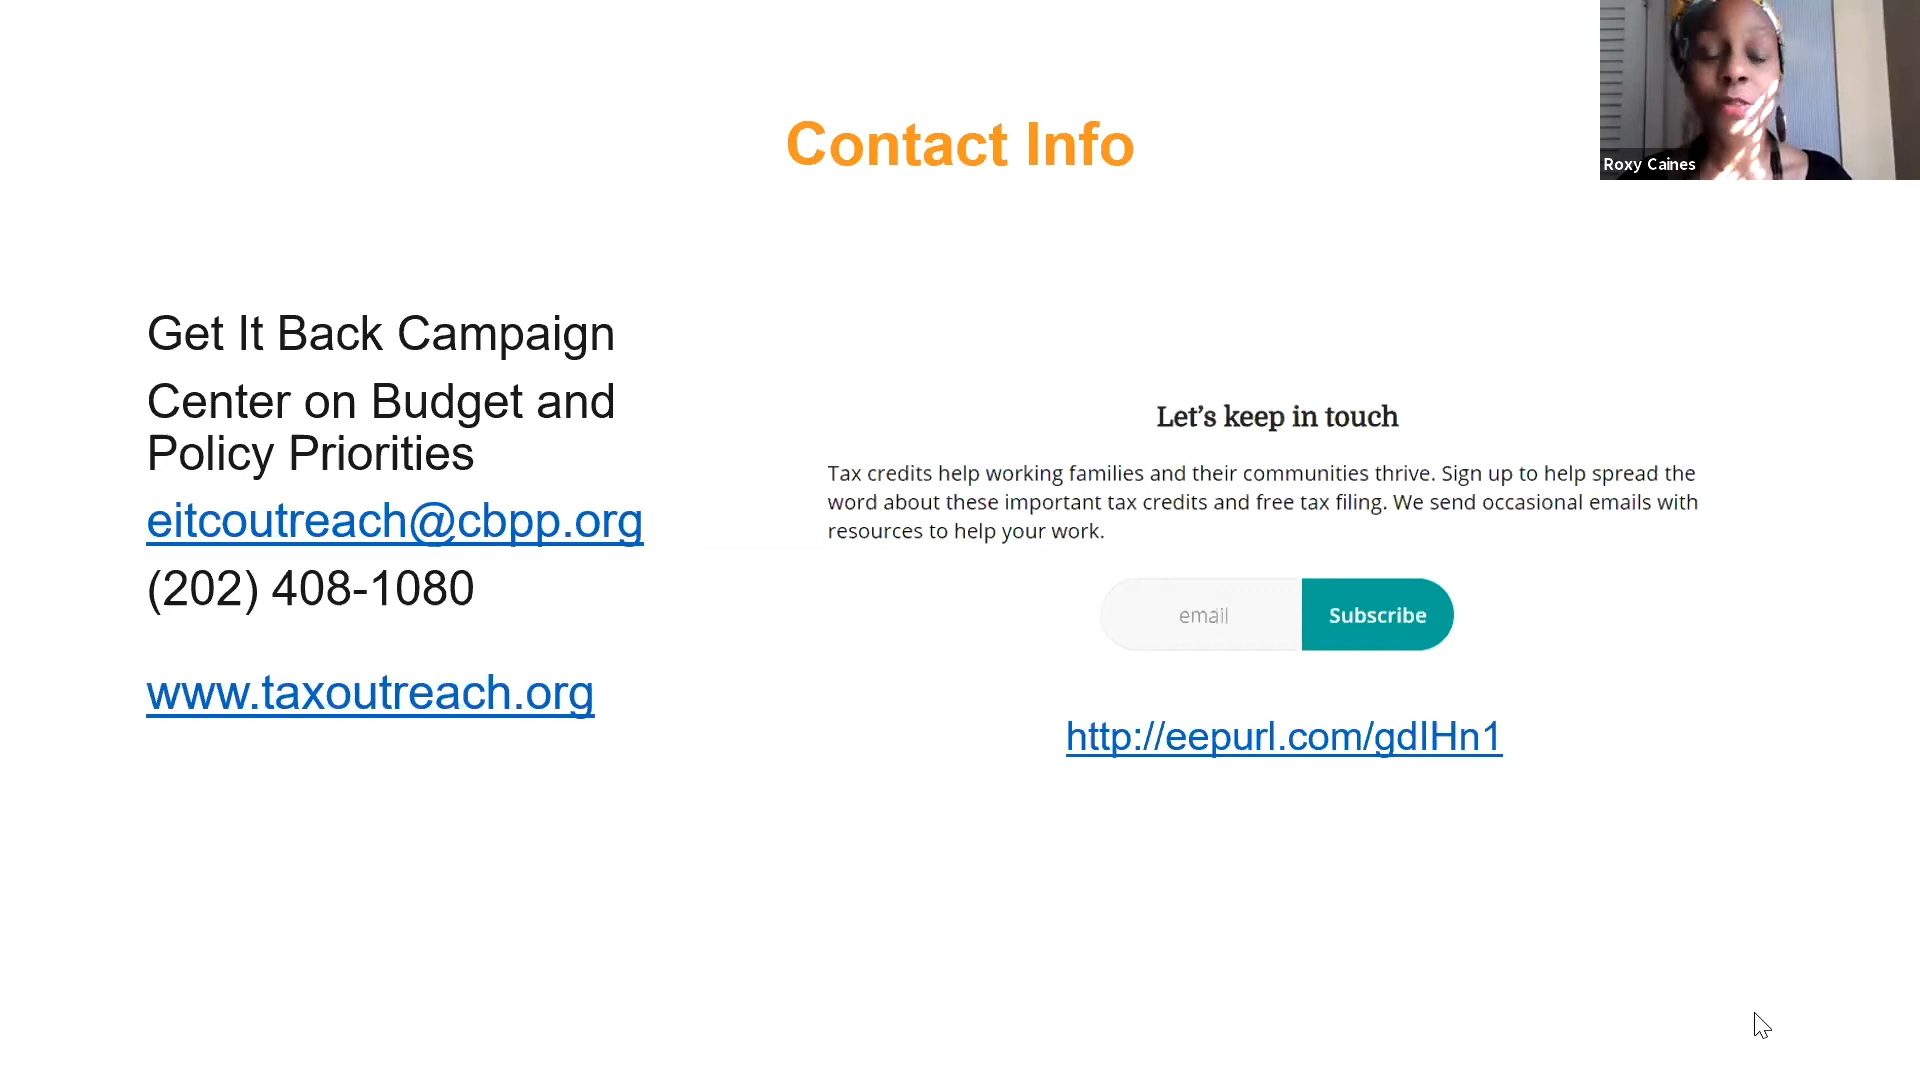 Contact Info
Roxy Caines
Get It Back Campaign
Center on Budget and
Policy Priorities
eitcoutreach@cbpp.org
(202) 408-1080
www.taxoutreach.org
Let's keep in touch
Tax credits help working families and their communities thrive. Sign up to help spread the
word about these important tax credits and free tax filing. We send occasional emails with
resources to help your work.
email
Subscribe
http://eepurl.com/gdIHn1